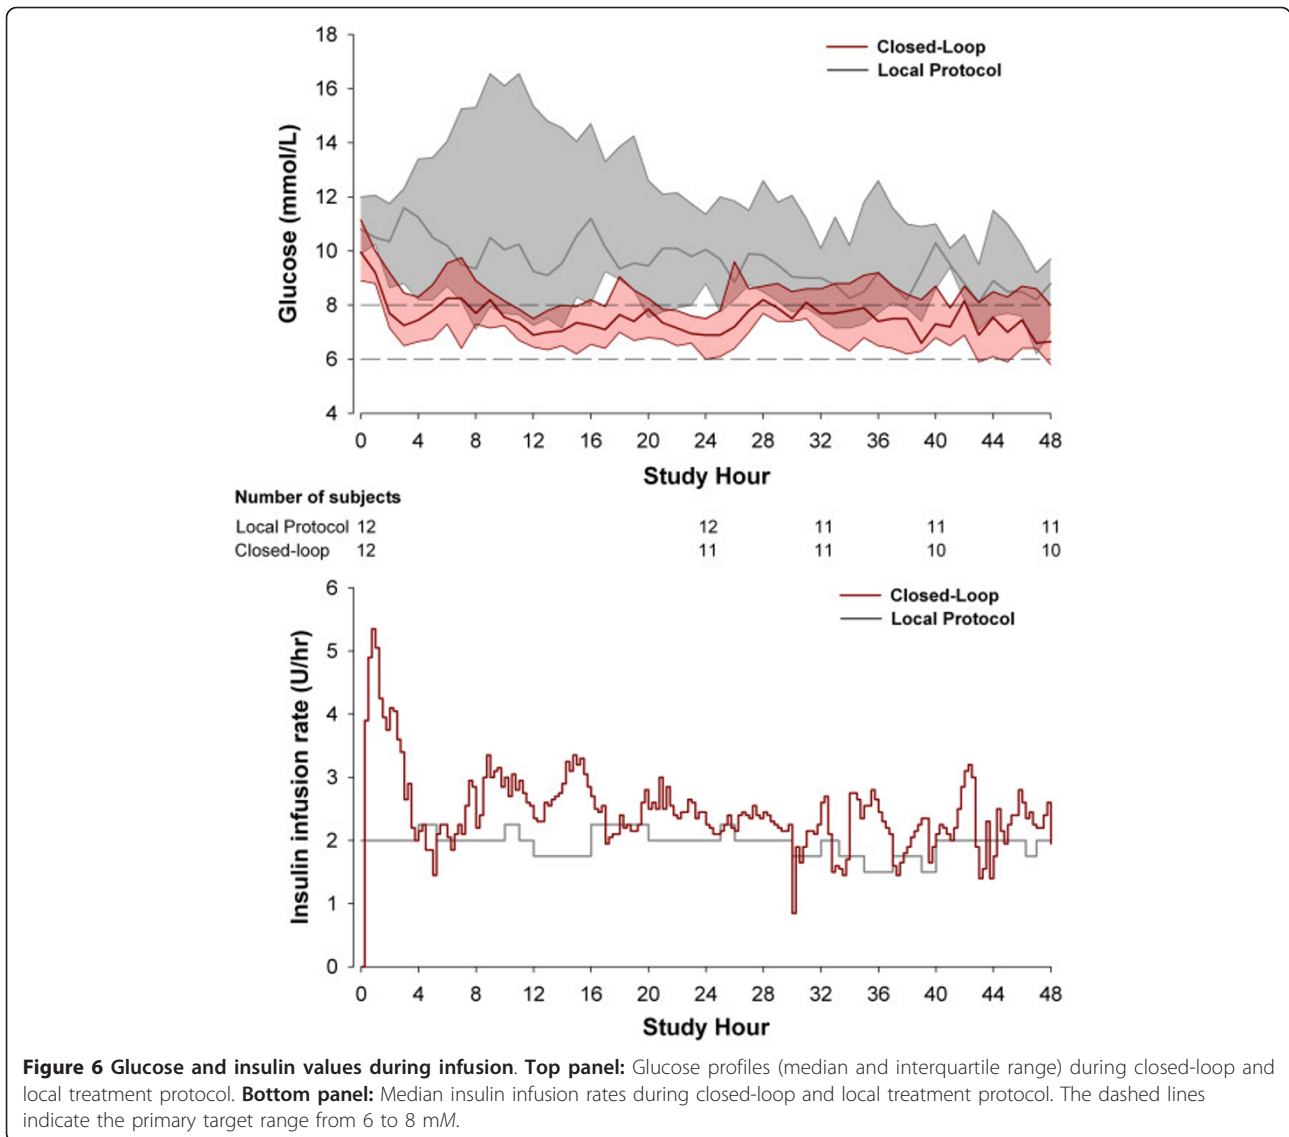 18
16
14
12
10
8
6
4
Glucose (mmol/L)
Closed-Loop
Local Protocol
0 4 8 12 16 20 24 28 32 36 40 44 48
Study Hour
Number of subjects
Local Protocol 12 12 11 11 11
Closed-loop 12 11 11 10 10
6
5
4
3
2
1
0
Insulin infusion rate (U/hr)
Closed-Loop
Local Protocol
0 4 8 12 16 20 24 28 32 36 40 44 48
Study Hour
Figure 6 Glucose and insulin values during infusion. Top panel: Glucose profiles (median and interquartile range) during closed-loop and
local treatment protocol. Bottom panel: Median insulin infusion rates during closed-loop and local treatment protocol. The dashed lines
indicate the primary target range from 6 to 8 mM.